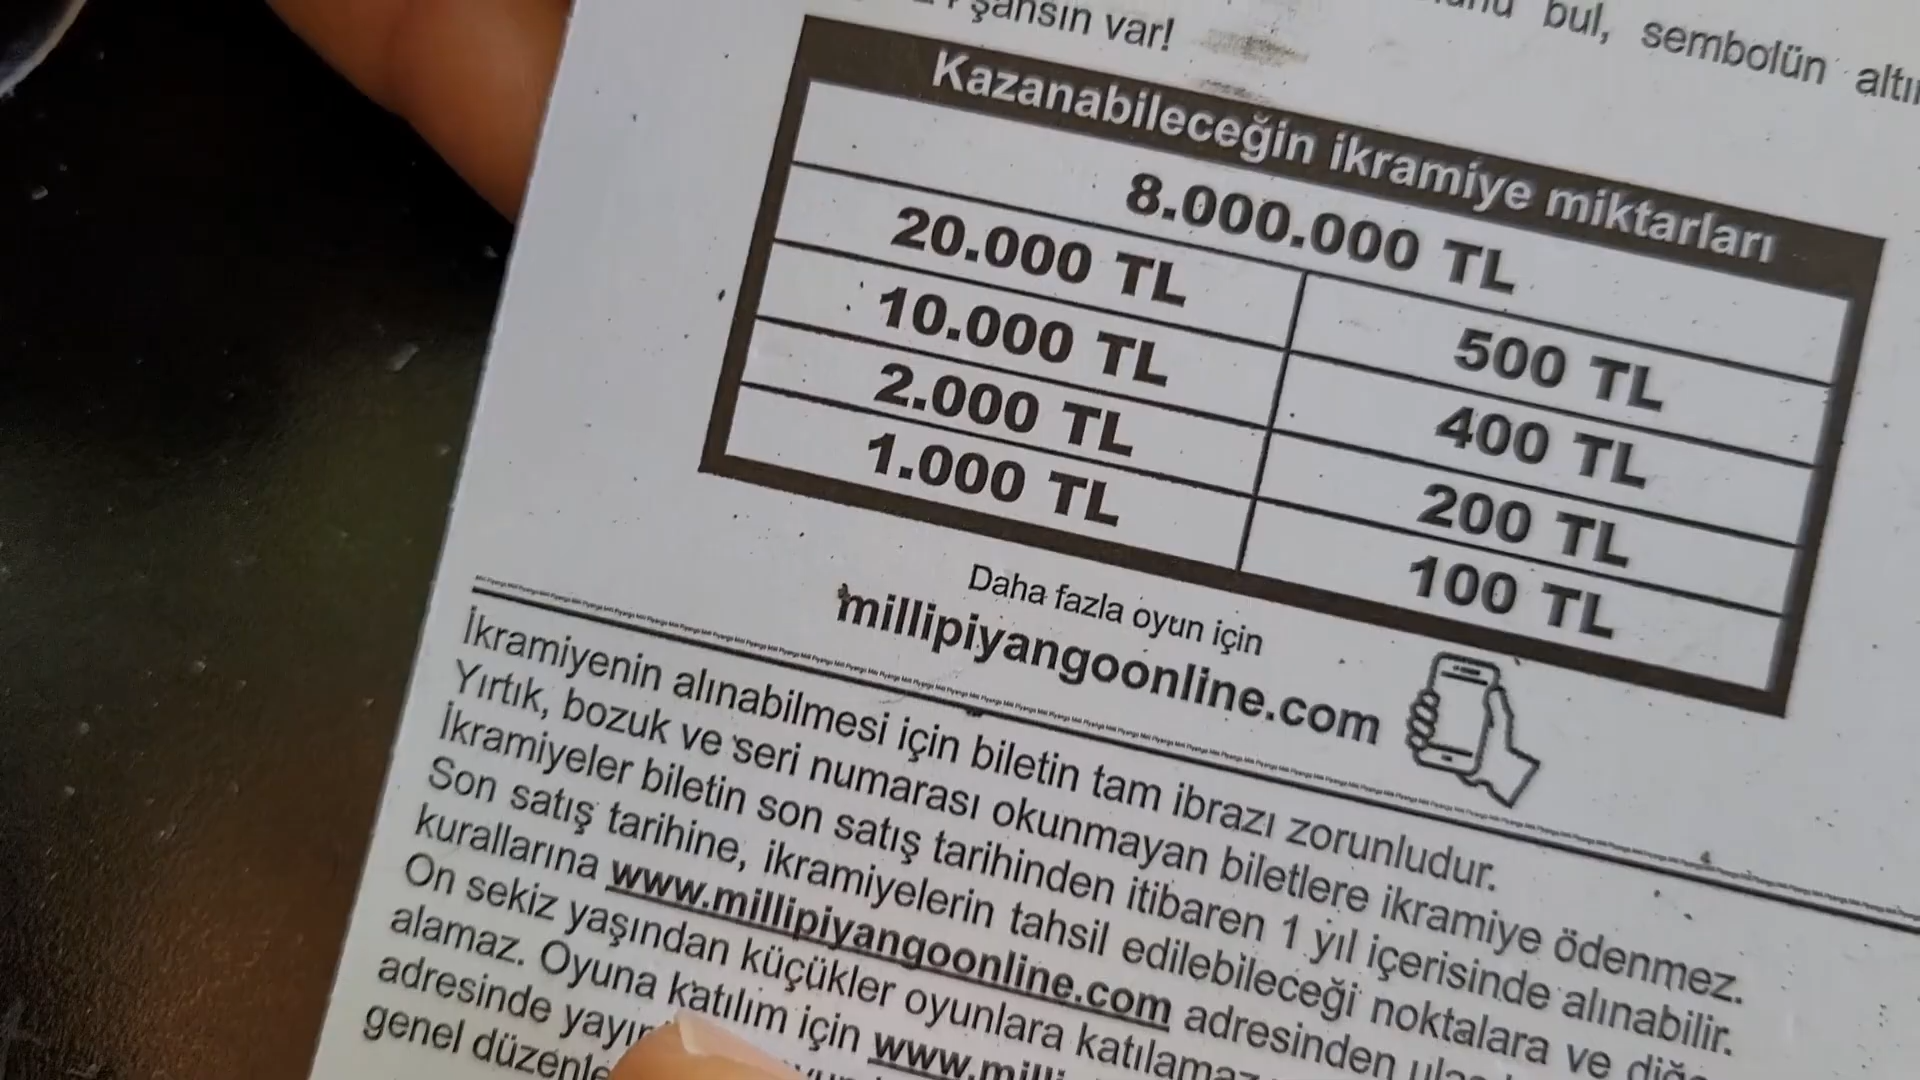 şansın var!
bul, sembolün
Kazanabileceğin ikramiye miktarları
8.000.000 TL
20.000 TL
500 TL
10.000 TL
400 TL
2.000 TL
200 TL
1.000 TL
100 TL
Daha fazla oyun için
millipiyangoonline.com
İkramiyenin alınabilmesi için biletin tam ibrazı zorunludur.
Yırtık, bozuk ve seri numarası okunmayan biletlere ikramiye ödenmez.
İkramiyeler biletin son satış tarihinden itibaren 1 yıl içerisinde alınabilir.
Son satış tarihine, ikramiyelerin tahsil edilebileceği noktalara ve
kurallarına www.millipiyangoonline.com adresinden
On sekiz yaşından küçükler oyunlara
alamaz. Oyuna katılım için
adresinde
genel